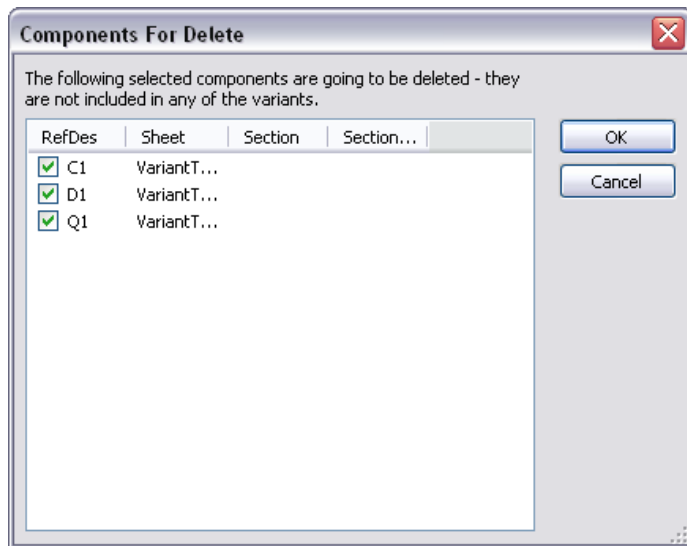 Components For Delete
The following selected components are going to be deleted - they
are not included in any of the variants.
RefDes Sheet Section Section...
OK
C1 VariantT...
Cancel
D1 VariantT...
Q1 VariantT...